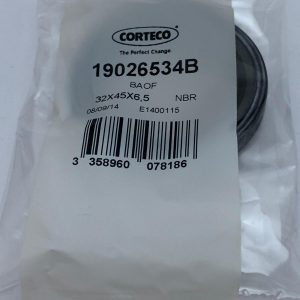 CORTECO
The Perfect Change.
19026534B
BAOF
32X45X6,5 NBR
08/09/14 E1400115
3 358960 078186